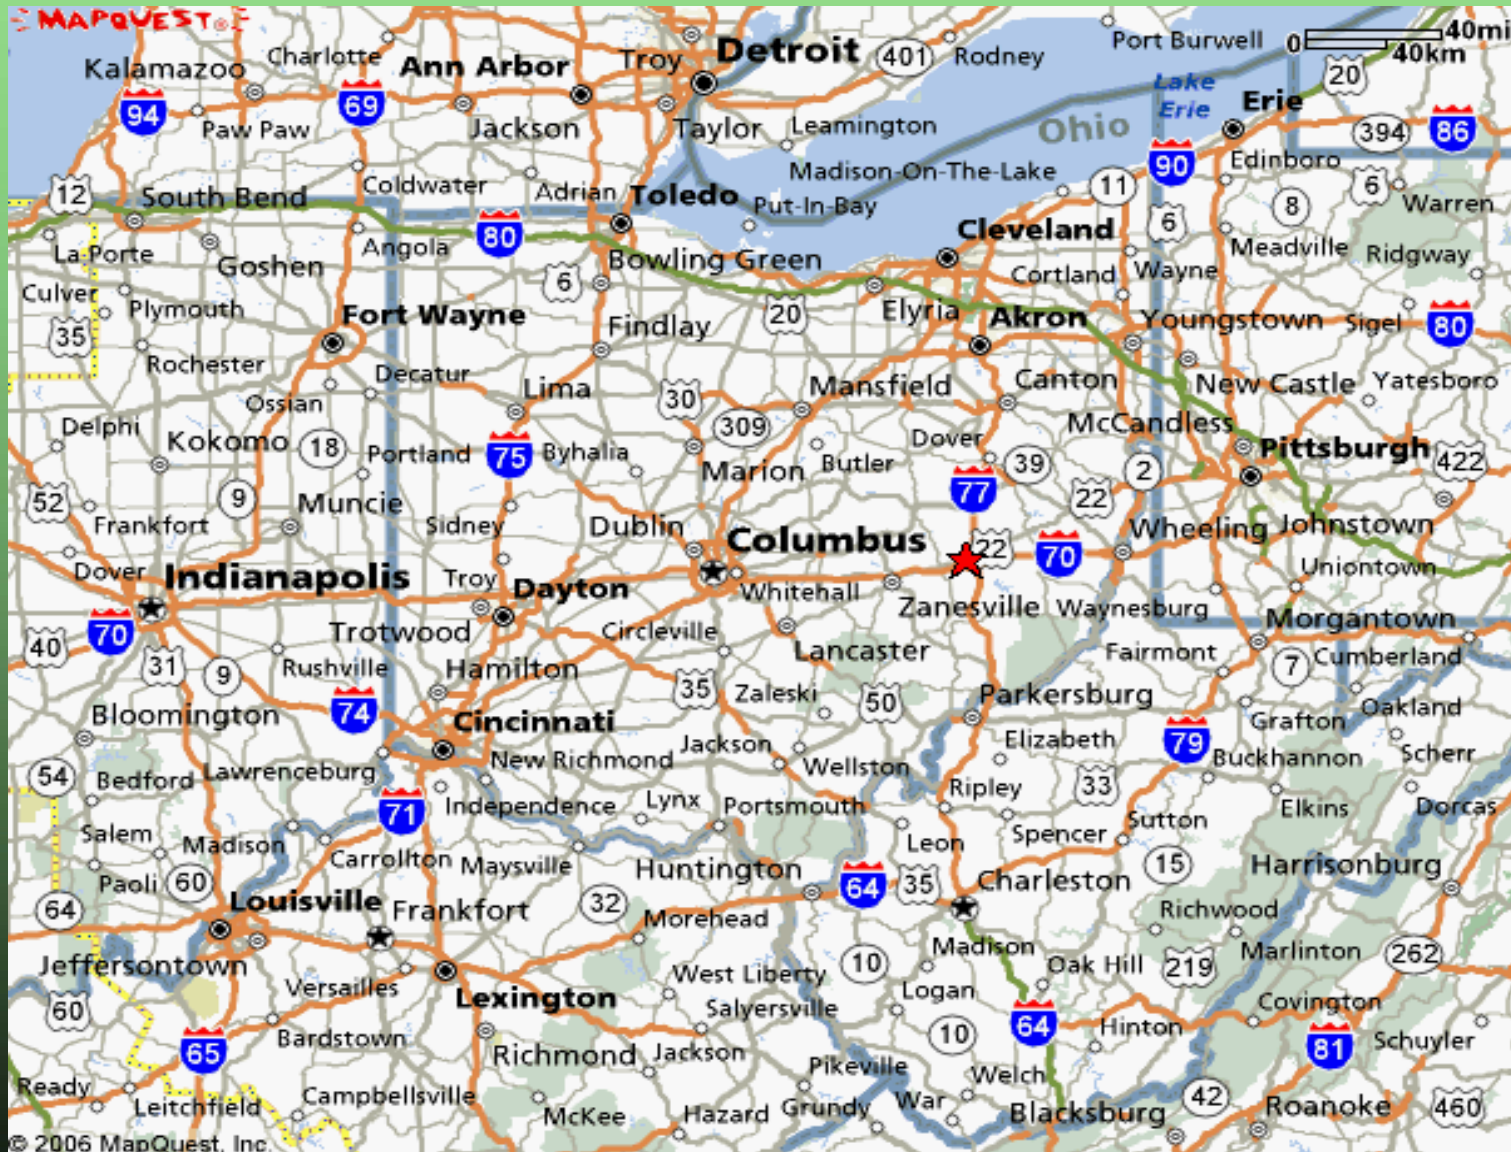 MAPQUEST®
0 40mi
40km
Charlotte
Troy
Detroit
401
Rodney
Port Burwell
Kalamazoo
Ann Arbor
20
94
69
Lake
Erie
Erie
Paw Paw
Jackson
Taylor
Leamington
Ohio
394
86
Madison-On-The-Lake
90
Edinboro
12
South Bend
Coldwater
Adrian
Toledo
Put-In-Bay
11
6
8
6
Warren
La Porte
Goshen
Angola
80
Bowling Green
Cleveland
Cortland
Wayne
Meadville
Ridgway
Culver
Plymouth
6
35
Fort Wayne
Findlay
20
Elyria
Akron
Youngstown
Sigel
80
Rochester
Decatur
Ossian
Lima
30
309
Mansfield
Canton
New Castle
Yatesboro
Delphi
Kokomo
18
Portland
75
Byhalia
Marion
Butler
Dover
McCandless
39
2
Pittsburgh
422
52
9
Muncie
77
22
Frankfort
Sidney
Dublin
Columbus
22
70
Wheeling
Johnstown
Dover
Indianapolis
Troy
Dayton
Whitehall
Zanesville
Waynesburg
Uniontown
70
40
31
9
Rushville
Trotwood
Hamilton
Circleville
Lancaster
Morgantown
Fairmont
7
Cumberland
74
Bloomington
Cincinnati
35
Zaleski
50
Parkersburg
Grafton
Oakland
54
Bedford
Lawrenceburg
New Richmond
Jackson
Wellston
Elizabeth
79
Buckhannon
Scherr
71
Independence
Lynx
Portsmouth
Ripley
33
Elkins
Dorcas
Salem
Madison
Carrollton
Maysville
Leon
Spencer
Sutton
Paoli
60
Huntington
15
Harrisonburg
64
Louisville
Frankfort
32
Morehead
64
35
Charleston
Richwood
Jeffersontown
Versailles
Lexington
West Liberty
10
Madison
Oak Hill
219
Marlinton
262
60
Salyersville
Logan
Covington
65
Bardstown
Richmond
Jackson
10
64
Hinton
81
Schuyler
Ready
Leitchfield
Campbellsville
McKee
Hazard
Pikeville
Grundy
War
Welch
Blacksburg
42
Roanoke
460
© 2006 MapQuest, Inc.